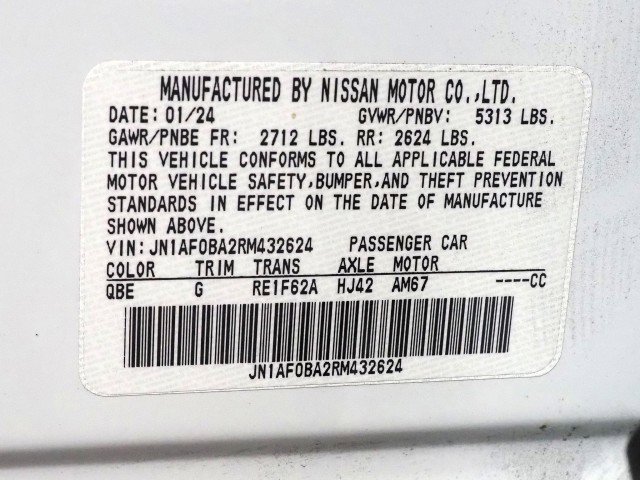 MANUFACTURED BY NISSAN MOTOR CO.,LTD.
DATE: 01/24 GVWR/PNBV: 5313 LBS.
GAWR/PNBE FR: 2712 LBS. RR: 2624 LBS.
THIS VEHICLE CONFORMS TO ALL APPLICABLE FEDERAL
MOTOR VEHICLE SAFETY,BUMPER,AND THEFT PREVENTION
STANDARDS IN EFFECT ON THE DATE OF MANUFACTURE
SHOWN ABOVE.
VIN: JN1AF0BA2RM432624 PASSENGER CAR
COLOR TRIM TRANS AXLE MOTOR
QBE G RE1F62A HJ42 AM67 ----CC
JN1AF0BA2RM432624